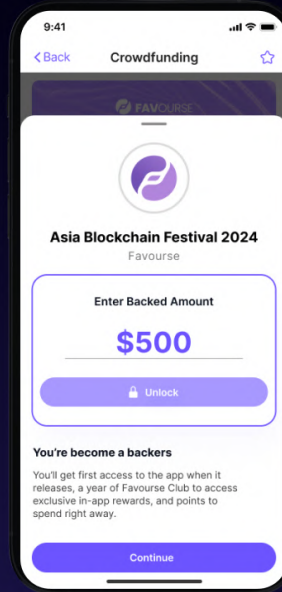 9:41
Back
Crowdfunding
FAVOURSE
Asia Blockchain Festival 2024
Favourse
Enter Backed Amount
$500
Unlock
You're become a backers
You'll get first access to the app when it
releases, a year of Favourse Club to access
exclusive in-app rewards, and points to
spend right away.
Continue